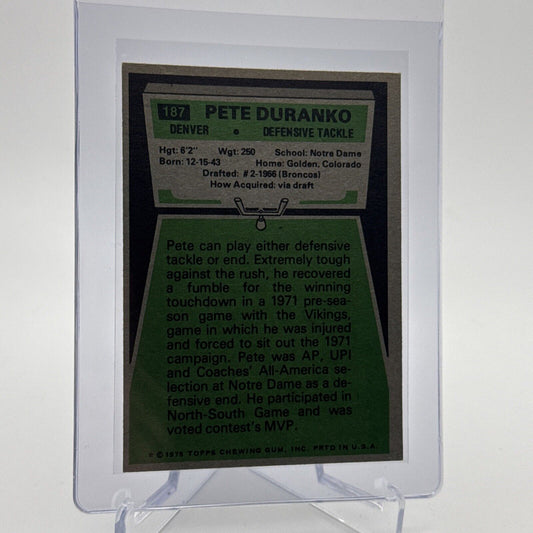 187 PETE DURANKO
DENVER • DEFENSIVE TACKLE
Hgt: 6'2" Wgt: 250 School: Notre Dame
Born: 12-15-43 Home: Golden, Colorado
Drafted: #2-1966 (Broncos)
How Acquired: via draft
Pete can play either defensive
tackle or end. Extremely tough
against the rush, he recovered
a fumble for the winning
touchdown in a 1971 pre-sea-
son game with the Vikings,
game in which he was injured
and forced to sit out the 1971
campaign. Pete was AP, UPI
and Coaches' All-America se-
lection at Notre Dame as a de-
fensive end. He participated in
North-South Game and was
voted contest's MVP.
© 1975 TOPPS CHEWING GUM, INC. PRTD IN U.S.A.